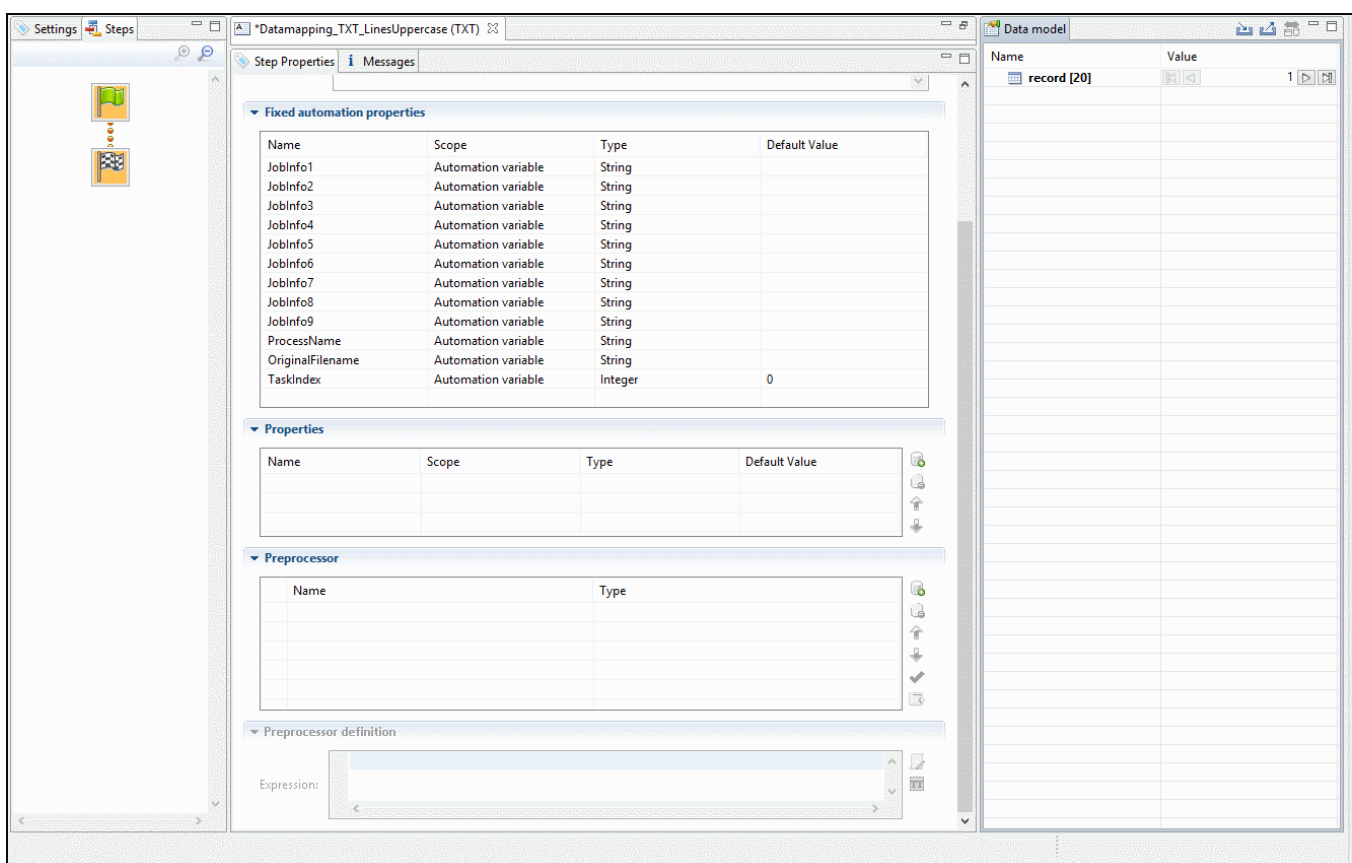 Settings Steps
*Datamapping_TXT_LinesUppercase (TXT)
Step Properties Messages
Fixed automation properties
Name Scope Type Default Value
JobInfo1 Automation variable String
JobInfo2 Automation variable String
JobInfo3 Automation variable String
JobInfo4 Automation variable String
JobInfo5 Automation variable String
JobInfo6 Automation variable String
JobInfo7 Automation variable String
JobInfo8 Automation variable String
JobInfo9 Automation variable String
ProcessName Automation variable String
OriginalFilename Automation variable String
TaskIndex Automation variable Integer 0
Properties
Name Scope Type Default Value
Preprocessor
Name Type
Preprocessor definition
Expression:
Data model
Name Value
record [20] 1